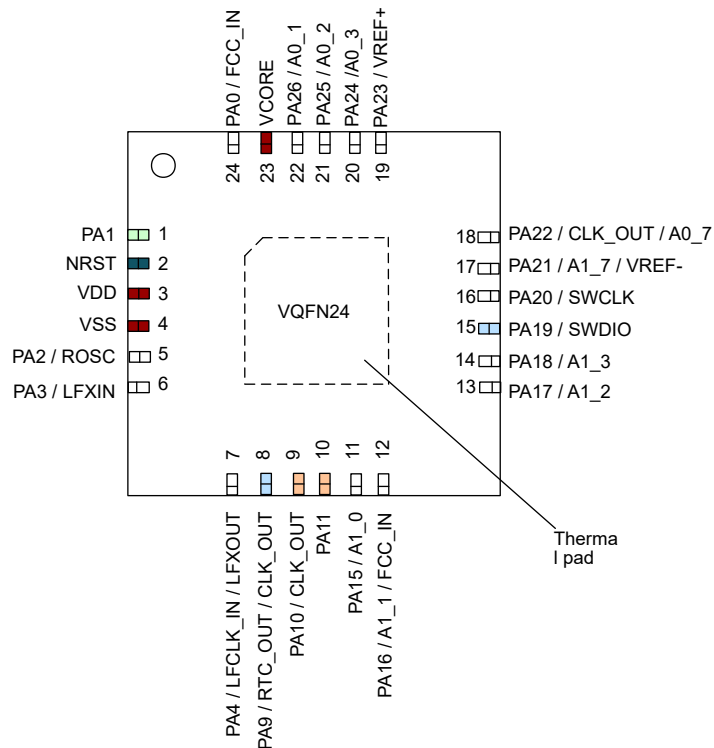 PA0 / FCC_IN
VCORE
PA26 / A0_1
PA25 / A0_2
PA24 /A0_3
PA23 / VREF+
24
23
22
21
20
19
PA1 1
NRST 2
VDD 3
VSS 4
PA2 / ROSC 5
PA3 / LFXIN 6
VQFN24
18 PA22 / CLK_OUT / A0_7
17 PA21 / A1_7 / VREF-
16 PA20 / SWCLK
15 PA19 / SWDIO
14 PA18 / A1_3
13 PA17 / A1_2
7
8
9
10
11
12
PA4 / LFCLK_IN / LFXOUT
PA9 / RTC_OUT / CLK_OUT
PA10 / CLK_OUT
PA11
PA15 / A1_0
PA16 / A1_1 / FCC_IN
Therma
l pad